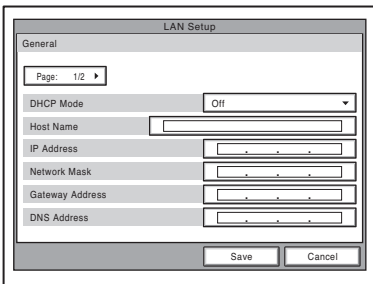 LAN Setup
General
Page: 1/2
DHCP Mode Off
Host Name
IP Address . . .
Network Mask . . .
Gateway Address . . .
DNS Address . . .
Save Cancel